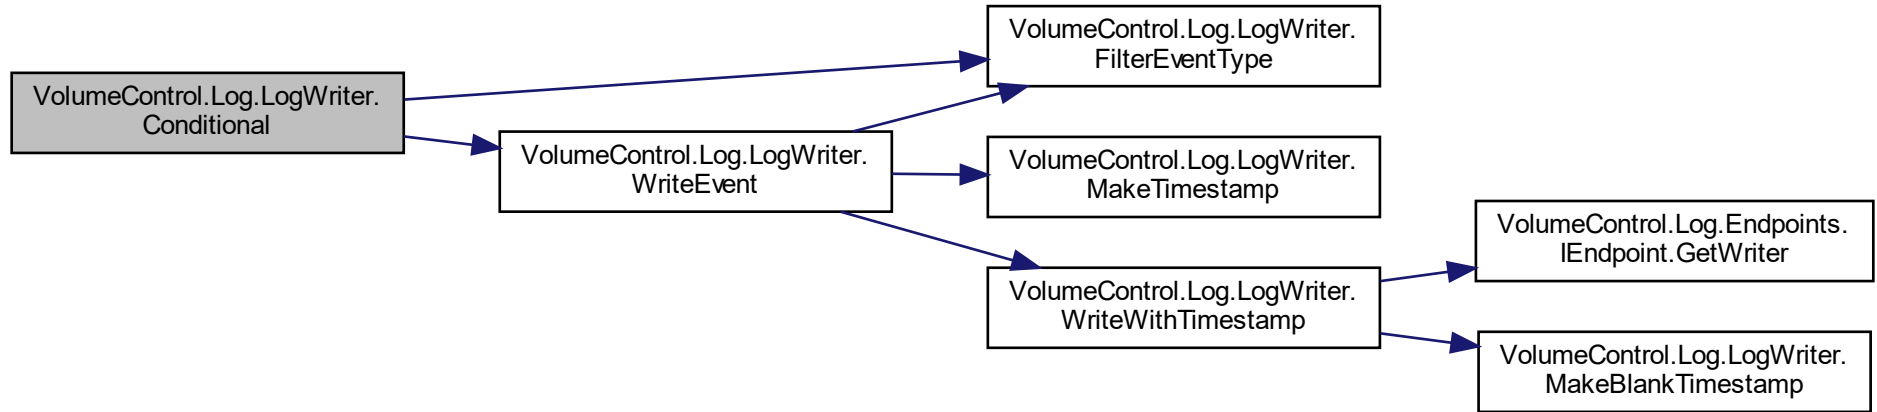 VolumeControl.Log.LogWriter.
Conditional
VolumeControl.Log.LogWriter.
WriteEvent
VolumeControl.Log.LogWriter.
FilterEventType
VolumeControl.Log.LogWriter.
MakeTimestamp
VolumeControl.Log.LogWriter.
WriteWithTimestamp
VolumeControl.Log.Endpoints.
IEndpoint.GetWriter
VolumeControl.Log.LogWriter.
MakeBlankTimestamp